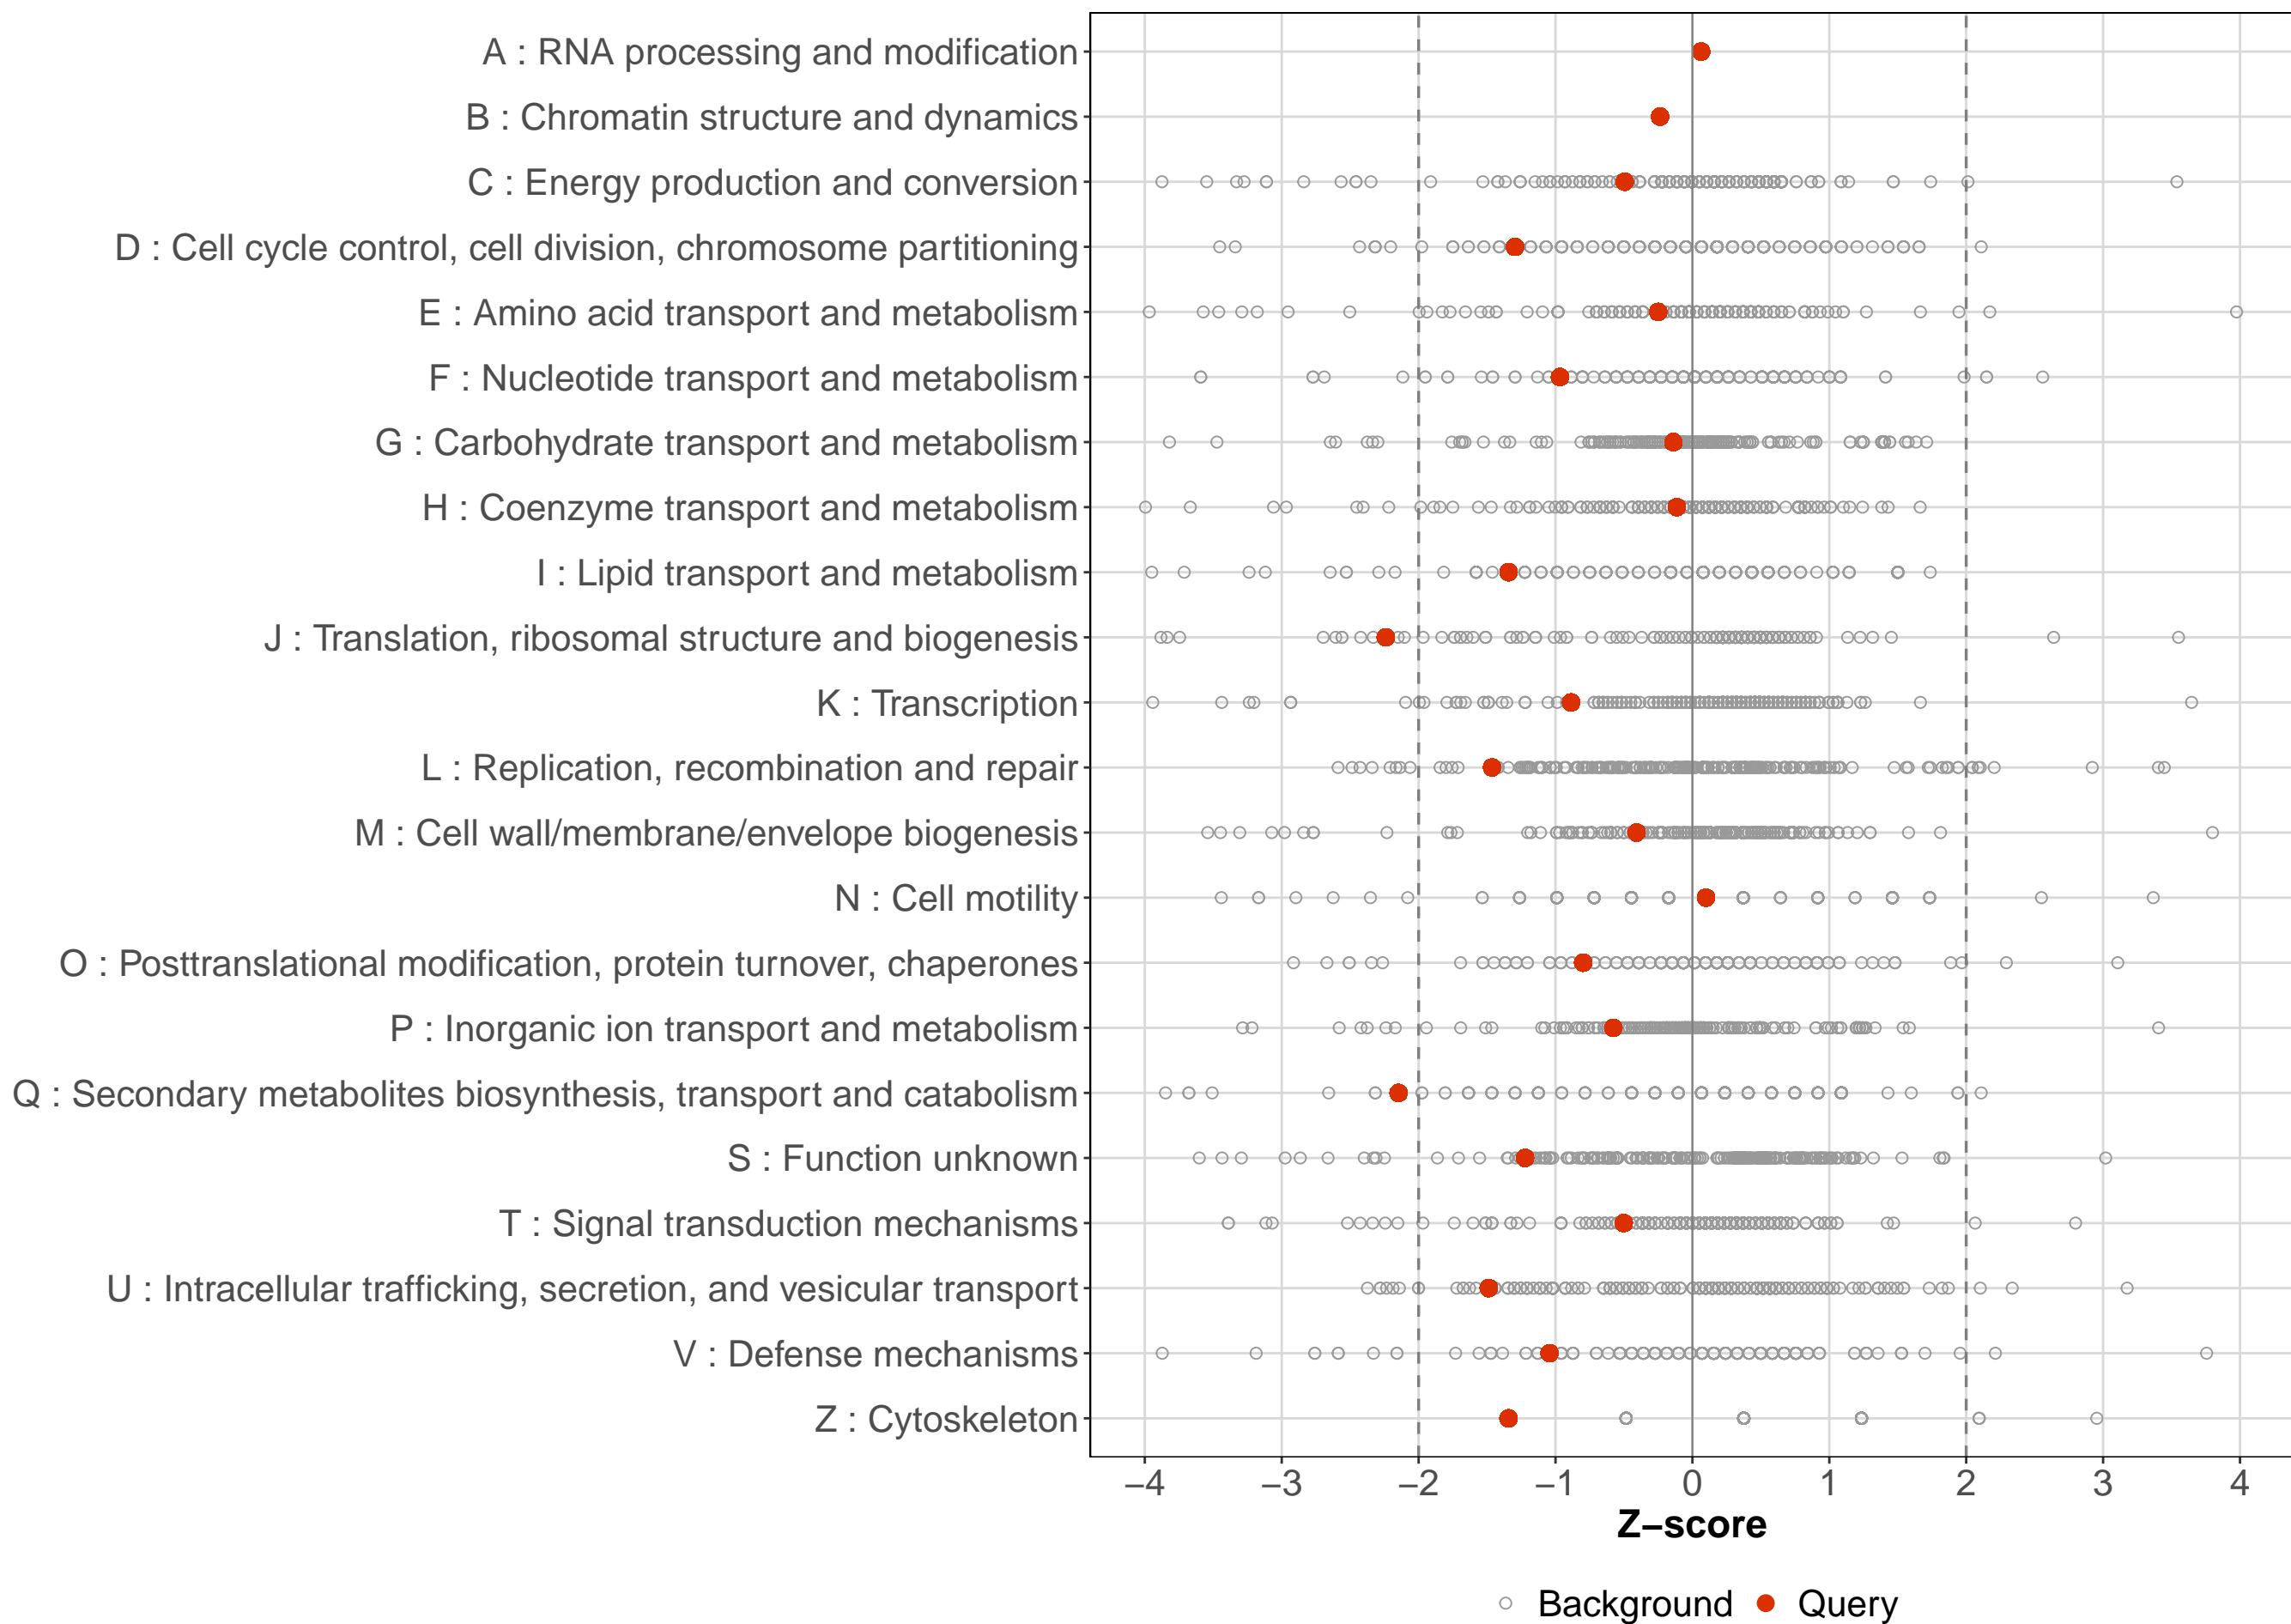 A : RNA processing and modification
B : Chromatin structure and dynamics
C : Energy production and conversion
D : Cell cycle control, cell division, chromosome partitioning
E : Amino acid transport and metabolism
F : Nucleotide transport and metabolism
G : Carbohydrate transport and metabolism
H : Coenzyme transport and metabolism
I : Lipid transport and metabolism
J : Translation, ribosomal structure and biogenesis
K : Transcription
L : Replication, recombination and repair
M : Cell wall/membrane/envelope biogenesis
N : Cell motility
O : Posttranslational modification, protein turnover, chaperones
P : Inorganic ion transport and metabolism
Q : Secondary metabolites biosynthesis, transport and catabolism
S : Function unknown
T : Signal transduction mechanisms
U : Intracellular trafficking, secretion, and vesicular transport
V : Defense mechanisms
Z : Cytoskeleton
−4 −3 −2 −1 0 1 2 3 4
Z−score
Background Query